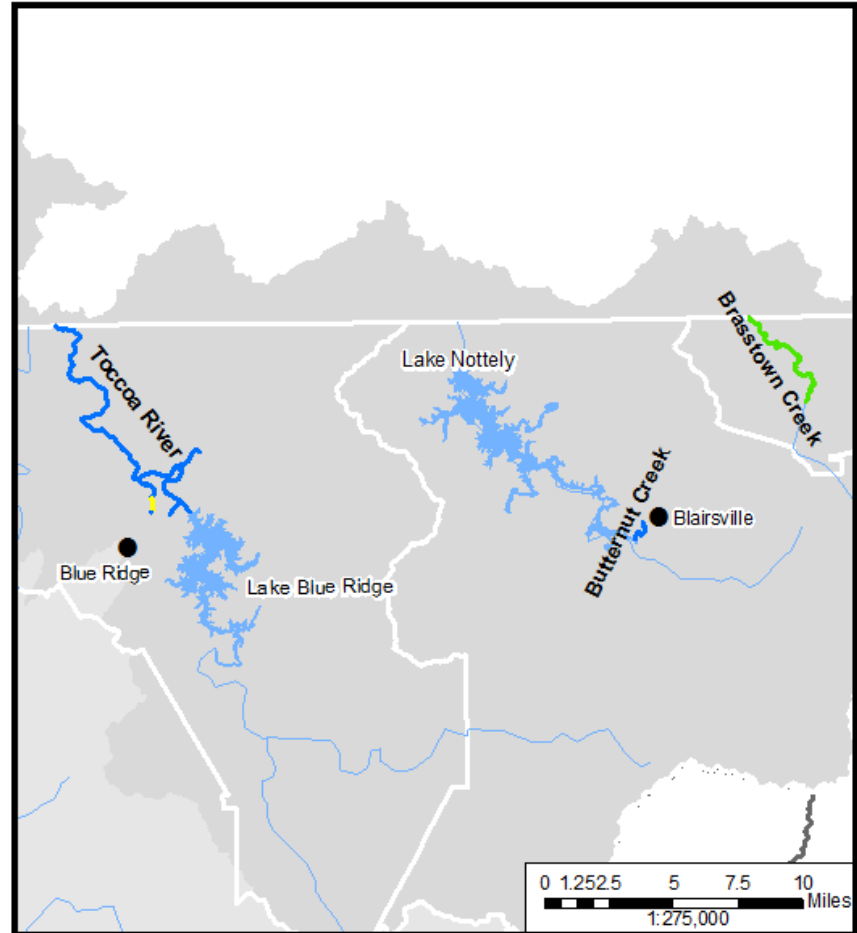 Toccoa River
Lake Nottely
Brasstown Creek
Butternut Creek
Blairsville
Blue Ridge
Lake Blue Ridge
0 1.252.5 5 7.5 10
Miles
1:275,000